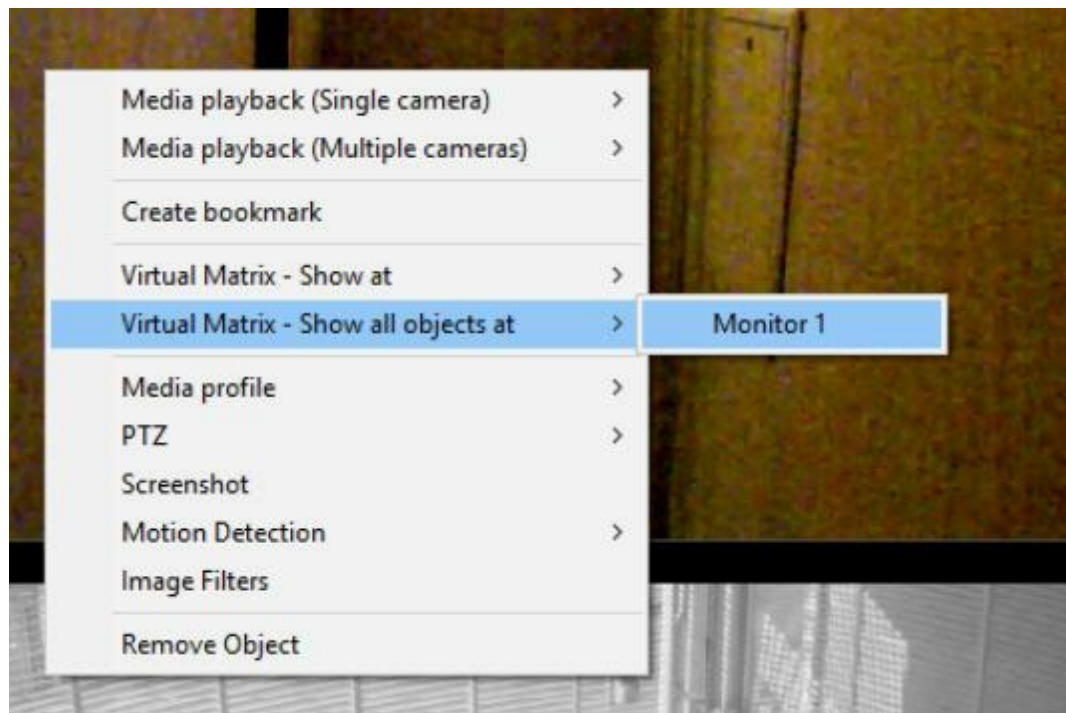 Media playback (Single camera)
Media playback (Multiple cameras)
Create bookmark
Virtual Matrix - Show at
Virtual Matrix - Show all objects at
Monitor 1
Media profile
PTZ
Screenshot
Motion Detection
Image Filters
Remove Object